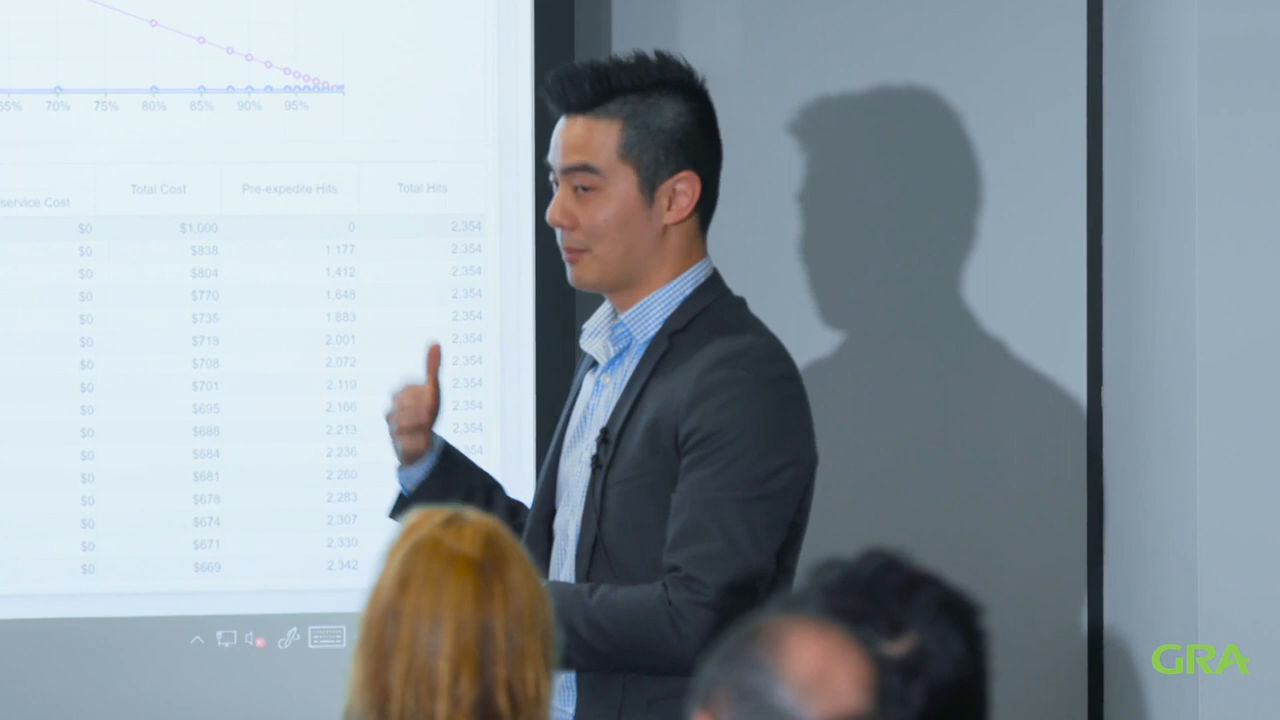 65% 70% 75% 80% 85% 90% 95%
service Cost Total Cost Pre-expedite Hits Total Hits
$0 $1,000 0 2,354
$0 $838 1,177 2,354
$0 $804 1,412 2,354
$0 $770 1,648 2,354
$0 $735 1,883 2,354
$0 $718 2,001 2,354
$0 $708 2,072 2,354
$0 $701 2,119 2,354
$0 $695 2,166 2,354
$0 $688 2,213 2,354
$0 $684 2,236 354
$0 $681 2,260
$0 $678 2,283
$0 $674 2,307
$0 $671 2,330
$0 $669 2,342
GRA